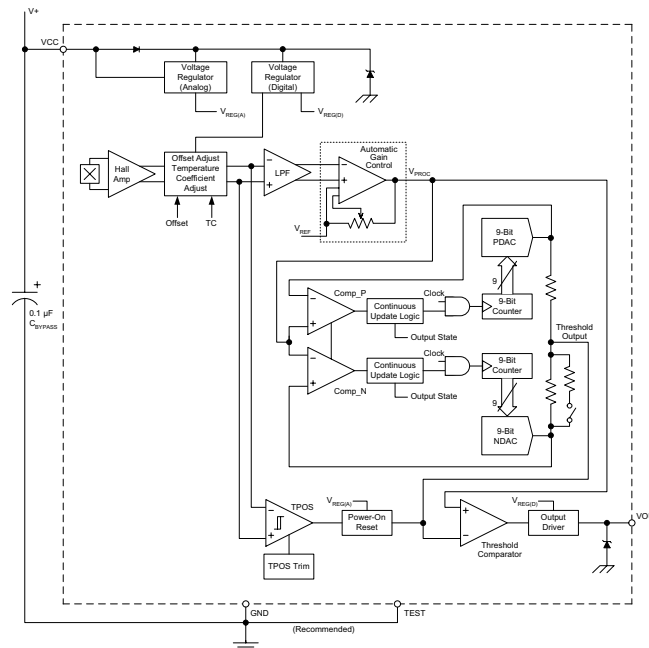 V+
VCC
Voltage
Regulator
(Analog)
Voltage
Regulator
(Digital)
VREG(A)
VREG(D)
Hall
Amp
Offset Adjust
Temperature
Coefficient
Adjust
Offset
TC
−
+
LPF
Automatic
Gain
Control
−
+
VREF
VPROC
9-Bit
PDAC
9
9-Bit
Counter
Comp_P
−
+
Continuous
Update Logic
Clock
Output State
Threshold
Output
+
0.1 µF
CBYPASS
−
+
Comp_N
Continuous
Update Logic
Clock
Output State
9-Bit
Counter
9
9-Bit
NDAC
TPOS
−
+
TPOS Trim
VREG(A)
Power-On
Reset
+
−
Threshold
Comparator
VREG(D)
Output
Driver
VO
GND
TEST
(Recommended)